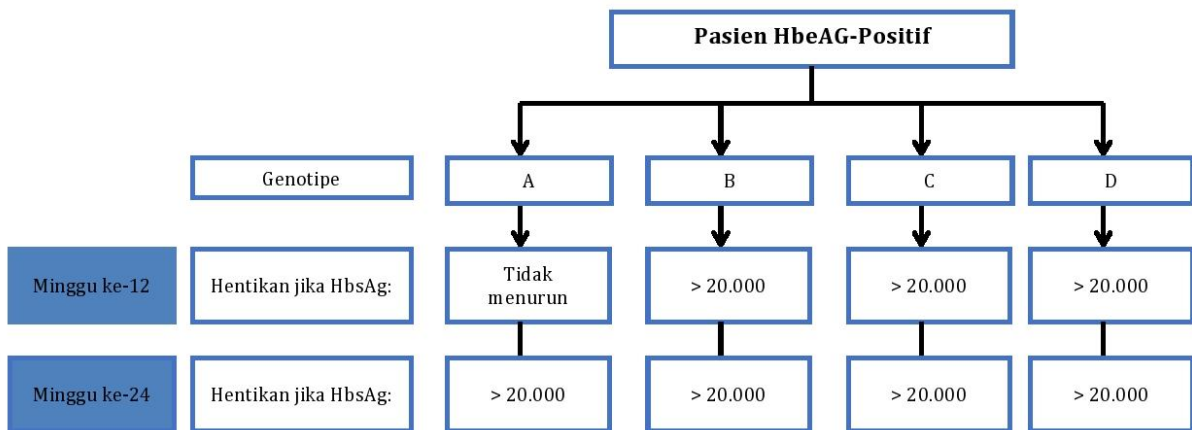 Pasien HbeAG-Positif
Genotipe
A
B
C
D
Minggu ke-12
Hentikan jika HbsAg:
Tidak
menurun
> 20.000
> 20.000
> 20.000
Minggu ke-24
Hentikan jika HbsAg:
> 20.000
> 20.000
> 20.000
> 20.000